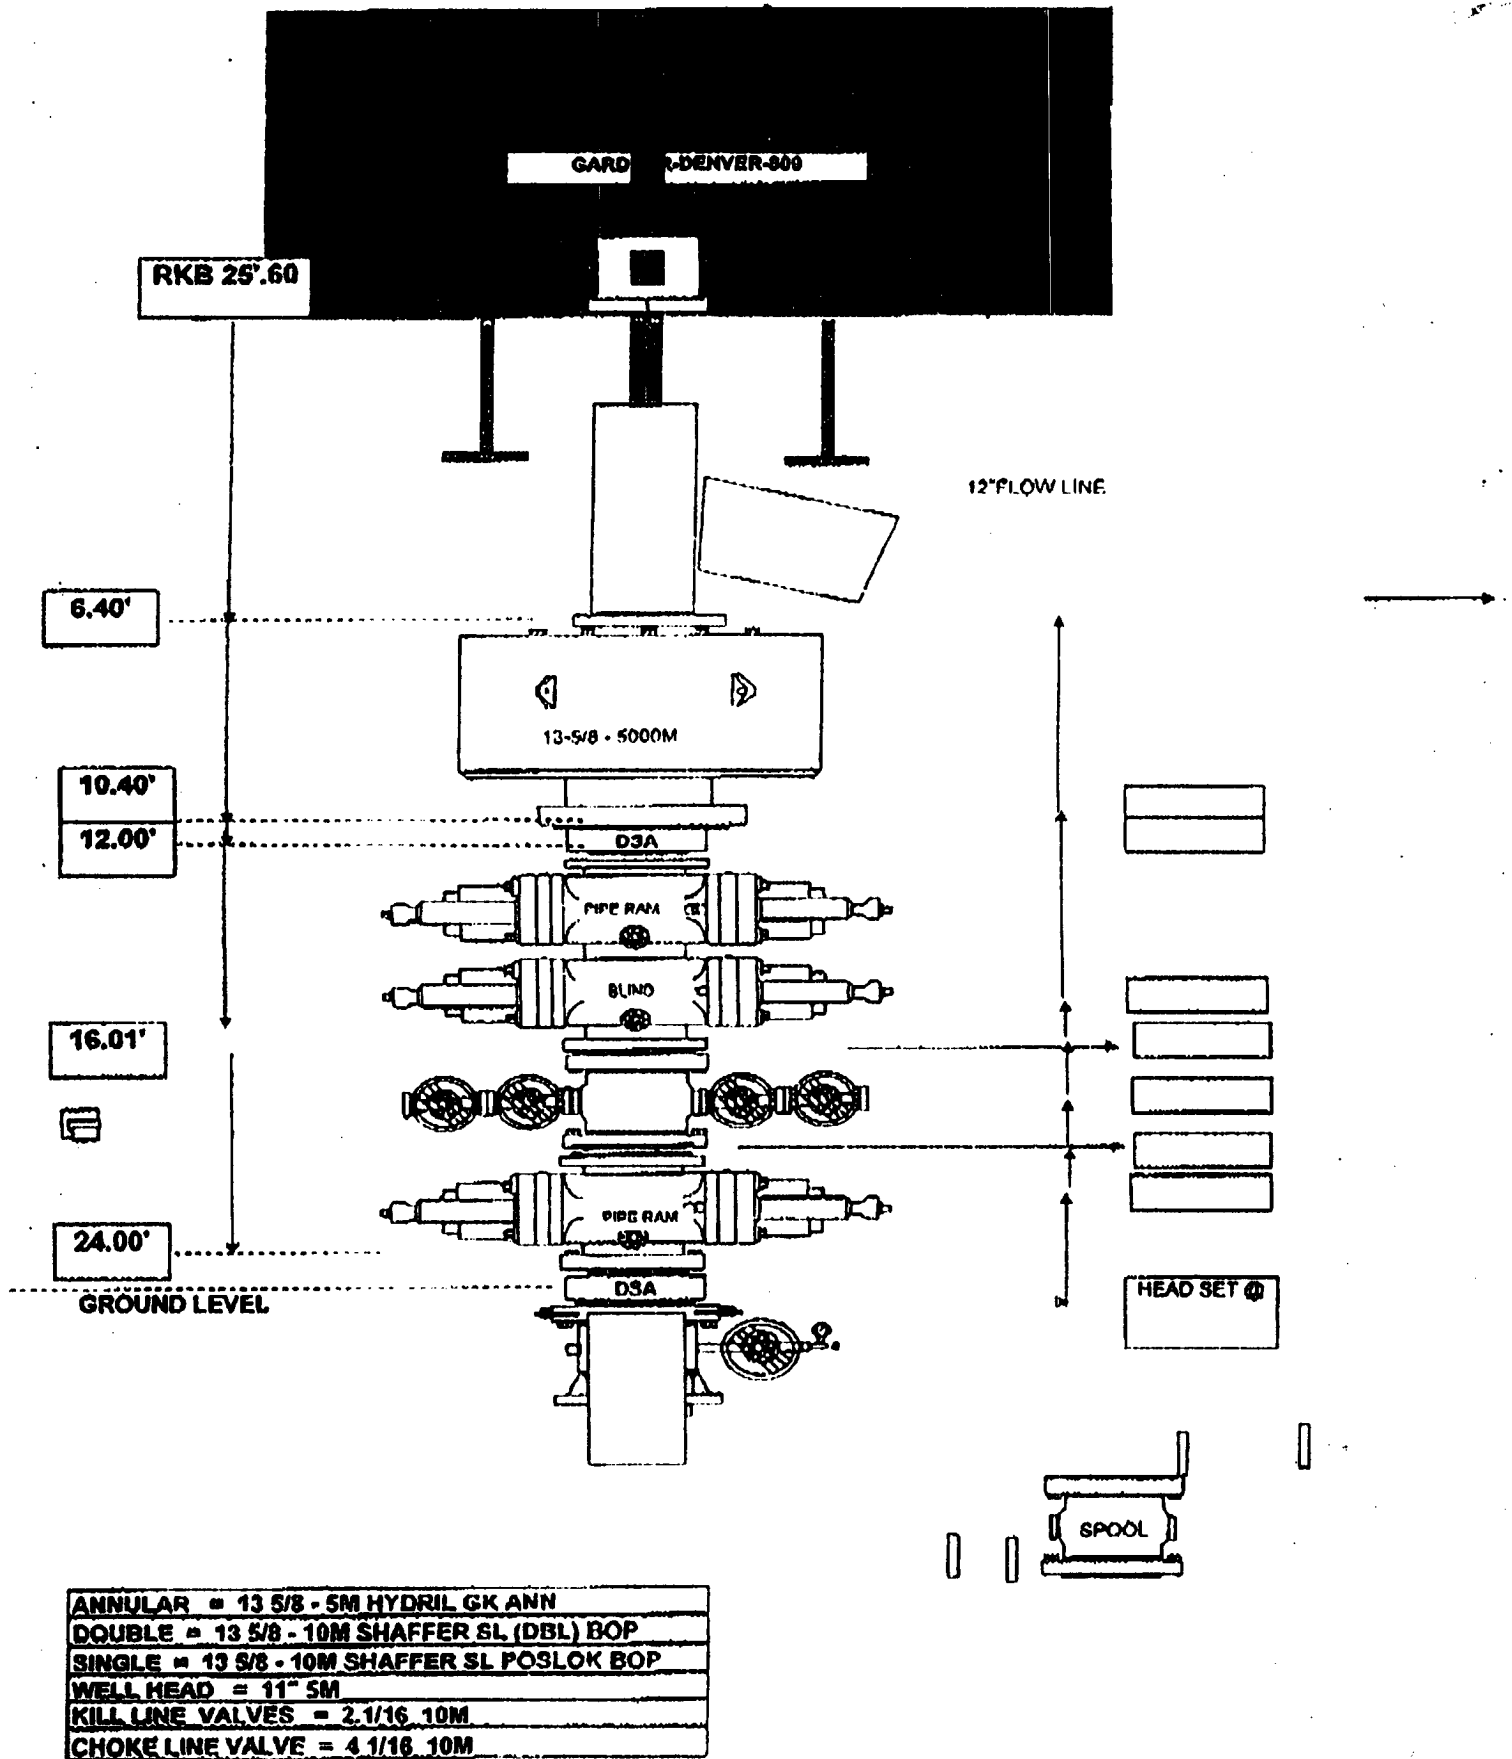 GARD R-DENVER-800
RKB 25'.60
12" FLOW LINE
6.40'
13-5/8 - 5000M
10.40'
12.00'
DSA
PIPE RAM
BLIND
16.01'
PIPE RAM
24.00'
DSA
HEAD SET @
GROUND LEVEL
SPOOL
ANNULAR = 13 5/8 - 5M HYDRIL GK ANN
DOUBLE = 13 5/8 - 10M SHAFFER SL (DBL) BOP
SINGLE = 13 5/8 - 10M SHAFFER SL POSLOK BOP
WELL HEAD = 11" 5M
KILL LINE VALVES = 2.1/16 10M
CHOKE LINE VALVE = 4 1/16 10M